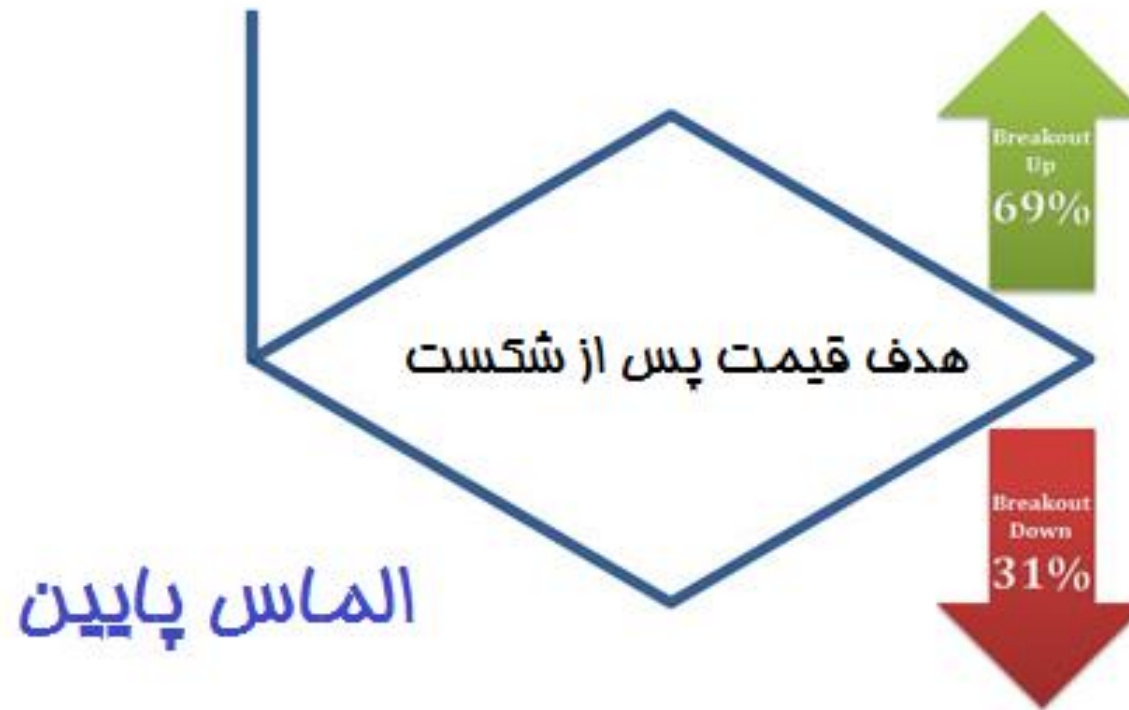 Breakout
Up
69%
هدف قیمت پس از شکست
Breakout
Down
31%
الماس پایین